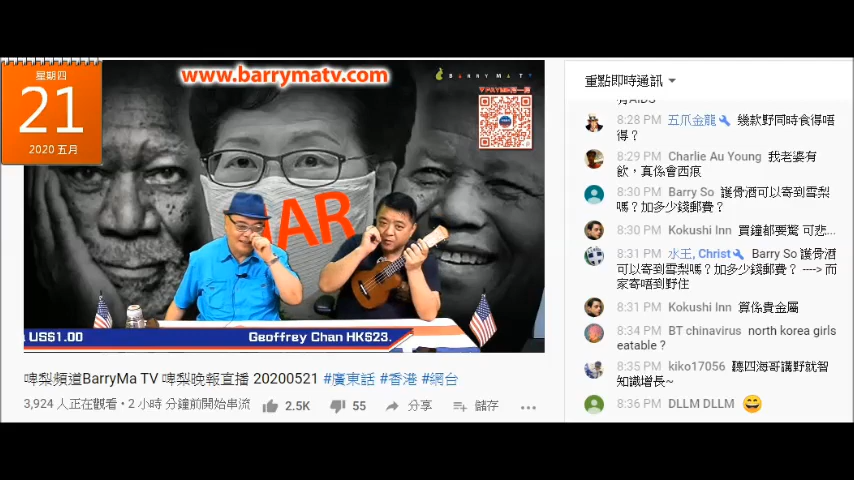 星期四
21
2020 五月
www.barrymatv.com
BARRYMATV
IAR
US$1.00
Geoffrey Chan HK$23.
啤梨頻道BarryMa TV 啤梨晚報直播 20200521 #廣東話 #香港 #網台
3,924 人正在觀看 • 2 小時 分鐘前開始串流
2.5K
55
分享
儲存
重點即時通訊
有AIDS
8:28 PM 五爪金龍 幾款野同時食得唔
得？
8:29 PM Charlie Au Young 我老婆有
飲，真係會西痕
8:30 PM Barry So 護骨酒可以寄到雪梨
嗎？加多少錢郵費？
8:30 PM Kokushi Inn 買鐘都要驚 可悲...
8:31 PM 水王, Christ Barry So 護骨酒
可以寄到雪梨嗎？加多少錢郵費？ ----> 而
家寄唔到野住
8:31 PM Kokushi Inn 算係貴金屬
8:34 PM BT chinavirus north korea girls
eatable ?
8:35 PM kiko17056 聽四海哥講野就智
知識增長~
8:36 PM DLLM DLLM 😄